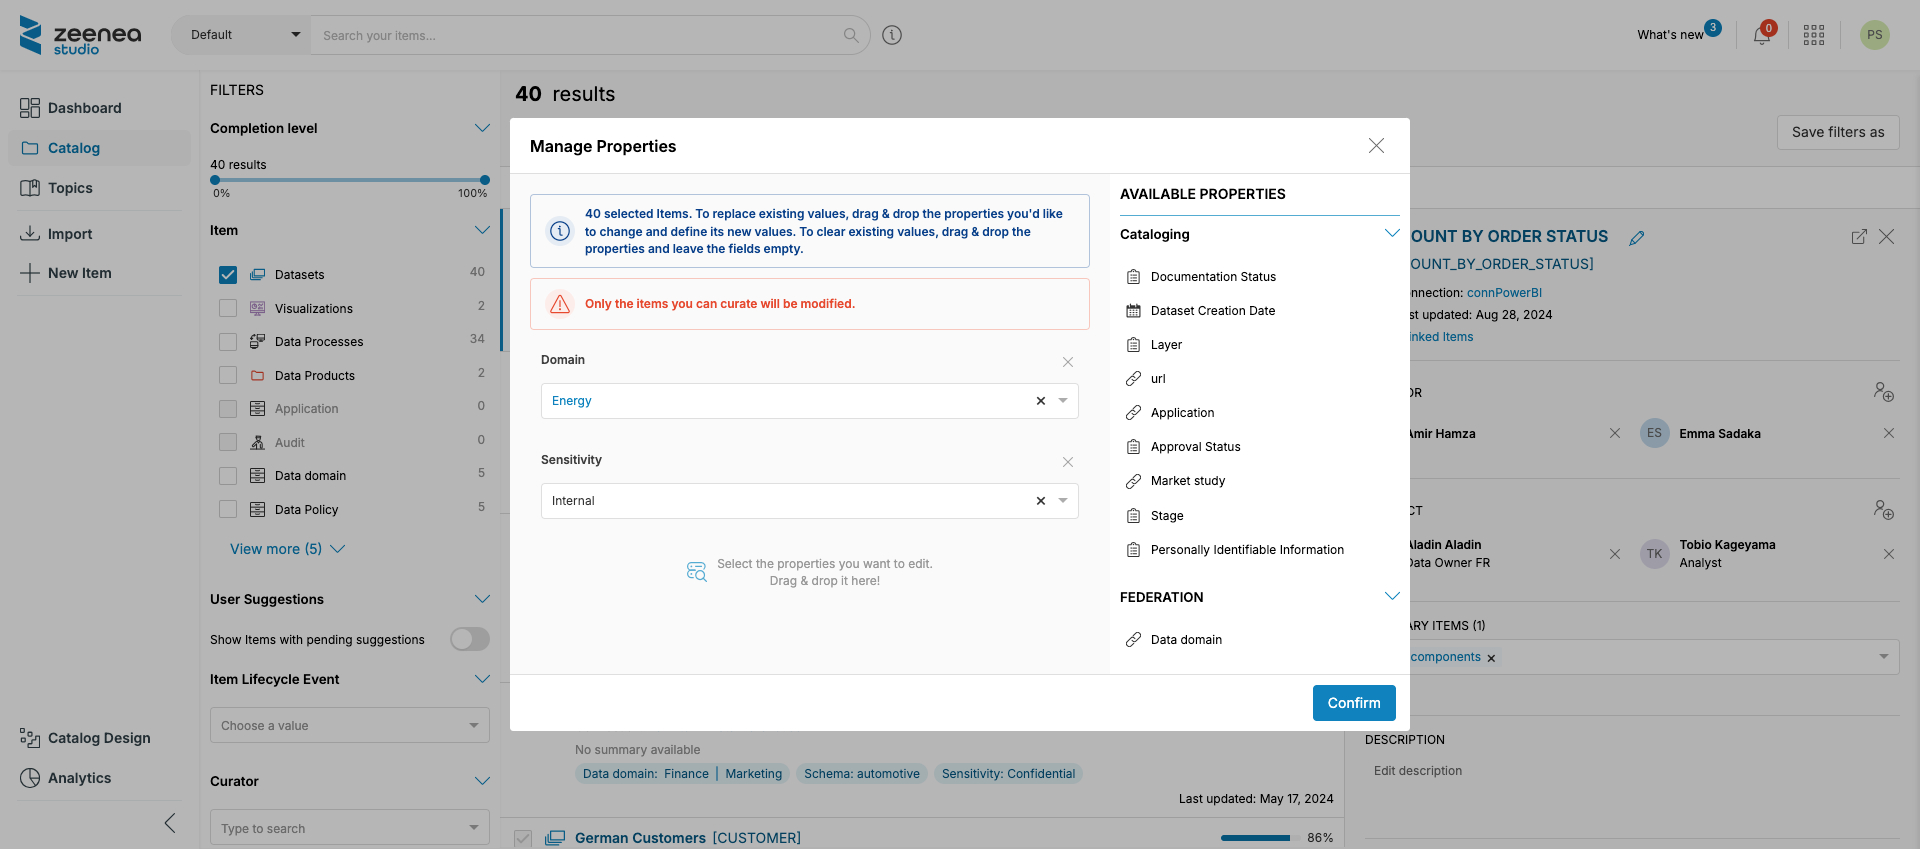 zeenea
studio
Default
Search your items...
What's new
3
0
PS
Dashboard
Catalog
Topics
Import
New Item
Catalog Design
Analytics
FILTERS
Completion level
40 results
0%
100%
Item
Datasets
40
Visualizations
2
Data Processes
34
Data Products
2
Application
0
Audit
0
Data domain
5
Data Policy
5
View more (5)
User Suggestions
Show Items with pending suggestions
Item Lifecycle Event
Choose a value
Curator
Type to search
40 results
Save filters as
Manage Properties
40 selected Items. To replace existing values, drag & drop the properties you'd like
to change and define its new values. To clear existing values, drag & drop the
properties and leave the fields empty.
Only the items you can curate will be modified.
Domain
Energy
Sensitivity
Internal
Select the properties you want to edit.
Drag & drop it here!
AVAILABLE PROPERTIES
Cataloging
Documentation Status
Dataset Creation Date
Layer
url
Application
Approval Status
Market study
Stage
Personally Identifiable Information
FEDERATION
Data domain
Confirm
OUNT BY ORDER STATUS
OUNT_BY_ORDER_STATUS]
nnection: connPowerBI
st updated: Aug 28, 2024
inked Items
OR
Amir Hamza
ES
Emma Sadaka
CT
Aladin Aladin
Data Owner FR
TK
Tobio Kageyama
Analyst
ARY ITEMS (1)
components
DESCRIPTION
Edit description
No summary available
Data domain: Finance | Marketing
Schema: automotive
Sensitivity: Confidential
Last updated: May 17, 2024
German Customers [CUSTOMER]
86%